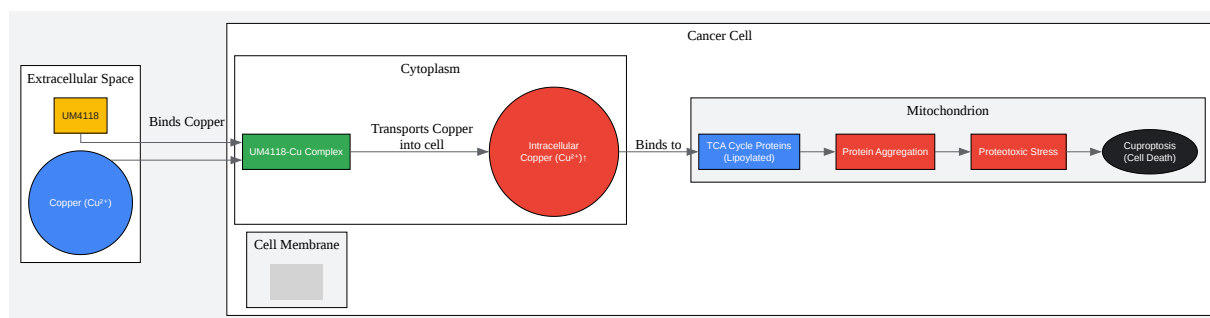 Cancer Cell
Extracellular Space
UM4118
Copper (Cu²⁺)
Binds Copper
Cytoplasm
UM4118-Cu Complex
Transports Copper
into cell
Intracellular
Copper (Cu²⁺)↑
Binds to
Mitochondrion
TCA Cycle Proteins
(Lipoylated)
Protein Aggregation
Proteotoxic Stress
Cuproptosis
(Cell Death)
Cell Membrane